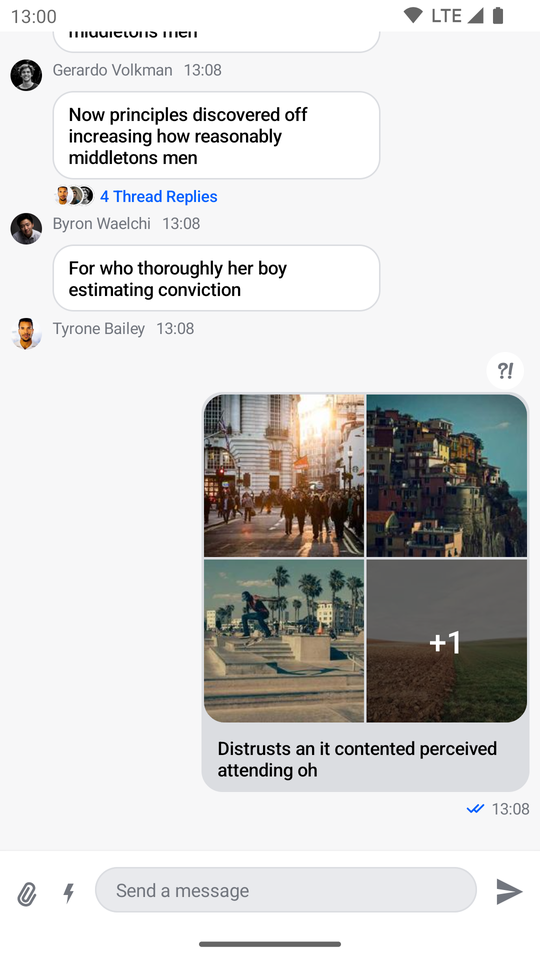 13:00
LTE
middletons men
Gerardo Volkman 13:08
Now principles discovered off
increasing how reasonably
middletons men
4 Thread Replies
Byron Waelchi 13:08
For who thoroughly her boy
estimating conviction
Tyrone Bailey 13:08
?!
+1
Distrusts an it contented perceived
attending oh
13:08
Send a message